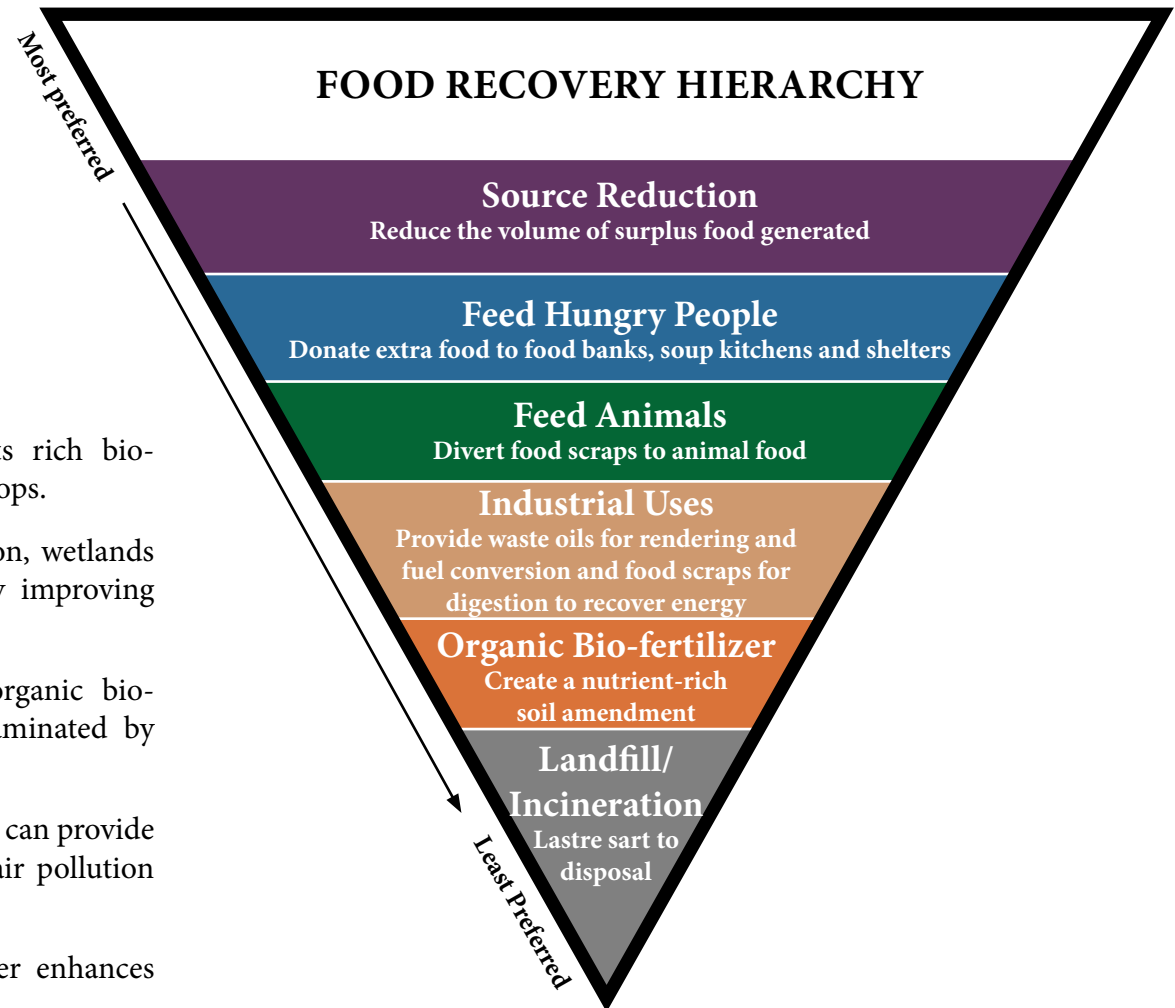 Most preferred
FOOD RECOVERY HIERARCHY
Source Reduction
Reduce the volume of surplus food generated
Feed Hungry People
Donate extra food to food banks, soup kitchens and shelters
Feed Animals
Divert food scraps to animal food
Industrial Uses
Provide waste oils for rendering and
fuel conversion and food scraps for
digestion to recover energy
Organic Bio-fertilizer
Create a nutrient-rich
soil amendment
Landfill/
Incineration
Lastre sart to
disposal
Least Preferred
rich bio-
ops.
on, wetlands
improving
organic bio-
aminated by
can provide
air pollution
er enhances